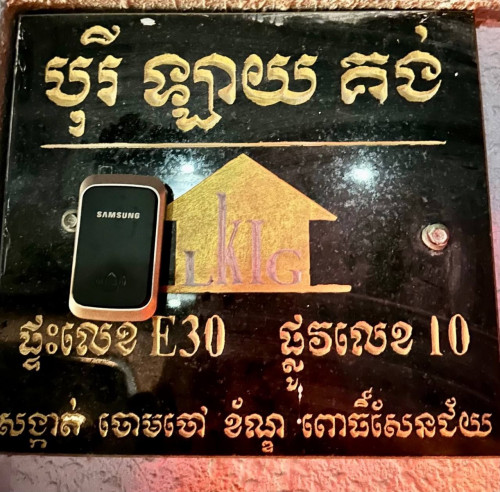 បុរី ឡាយ គង់
SAMSUNG
LKIG
ផ្ទះលេខ E30 ផ្លូវលេខ 10
សង្កាត់ ចោមចៅ ខ័ណ្ឌ ពោធិ៍សែនជ័យ